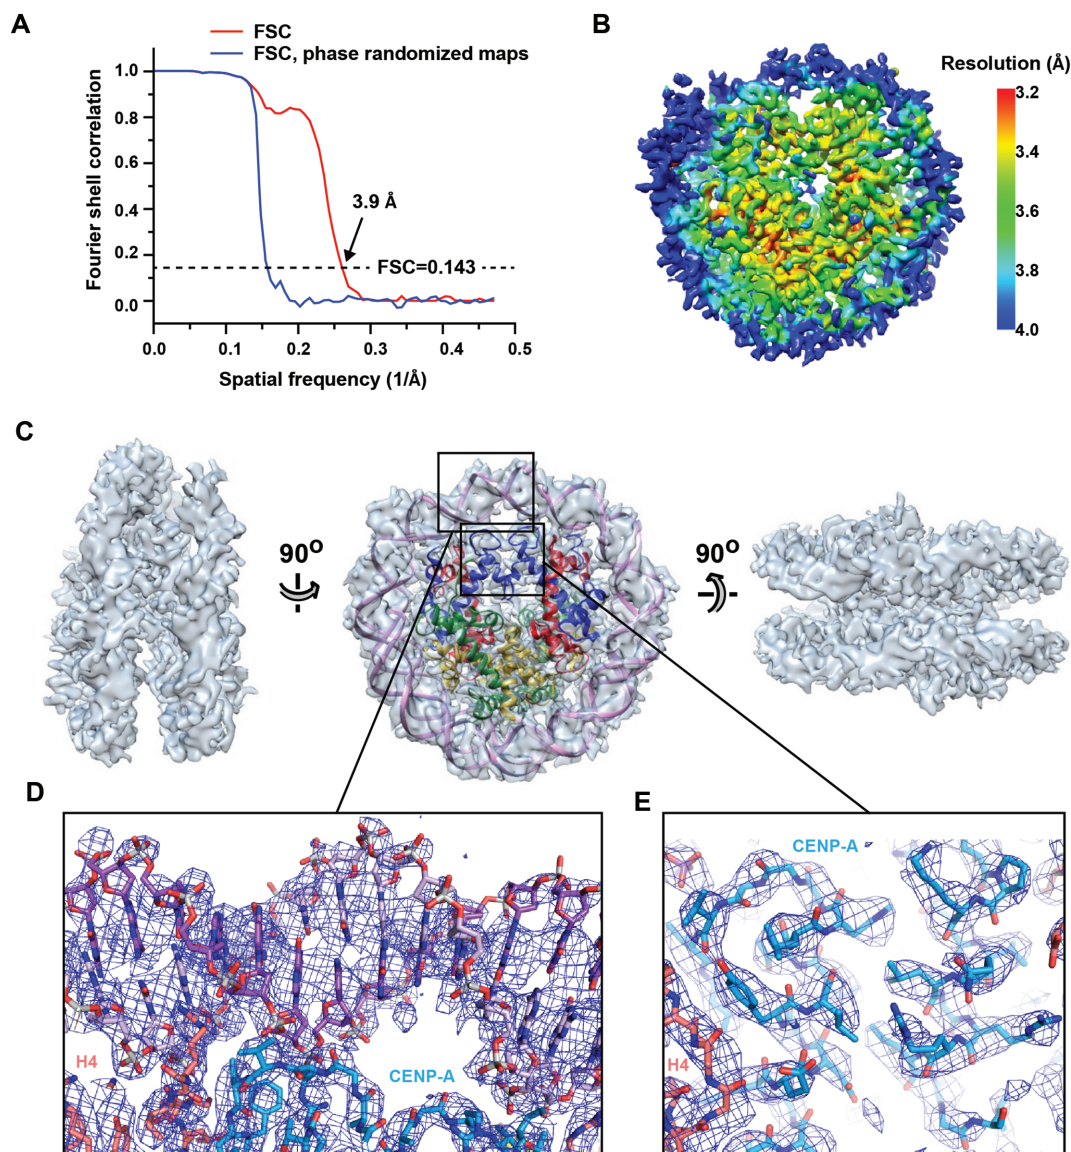 A
FSC
FSC, phase randomized maps
Fourier shell correlation
1.0
0.8
0.6
0.4
0.2
0.0
3.9 Å
FSC=0.143
0.0 0.1 0.2 0.3 0.4 0.5
Spatial frequency (1/Å)
B
Resolution (Å)
3.2
3.4
3.6
3.8
4.0
C
90o
90o
D
H4
CENP-A
E
CENP-A
H4